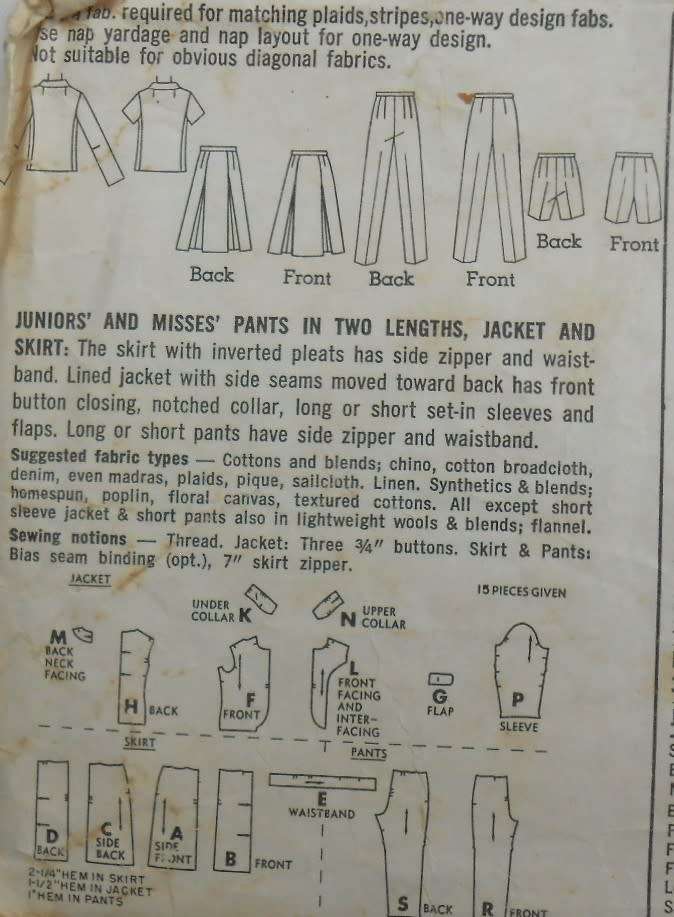 fab. required for matching plaids,stripes,one-way design fabs.
se nap yardage and nap layout for one-way design.
Not suitable for obvious diagonal fabrics.
Back Front Back Front Back Front
JUNIORS' AND MISSES' PANTS IN TWO LENGTHS, JACKET AND
SKIRT: The skirt with inverted pleats has side zipper and waist-
band. Lined jacket with side seams moved toward back has front
button closing, notched collar, long or short set-in sleeves and
flaps. Long or short pants have side zipper and waistband.
Suggested fabric types — Cottons and blends; chino, cotton broadcloth,
denim, even madras, plaids, pique, sailcloth. Linen. Synthetics & blends;
homespun, poplin, floral canvas, textured cottons. All except short
sleeve jacket & short pants also in lightweight wools & blends; flannel.
Sewing notions — Thread. Jacket: Three 3/4" buttons. Skirt & Pants:
Bias seam binding (opt.), 7" skirt zipper.
JACKET
15 PIECES GIVEN
UNDER
COLLAR K
N UPPER
COLLAR
M
BACK
NECK
FACING
H BACK
F
FRONT
L
FRONT
FACING
AND
INTER-
FACING
G
FLAP
P
SLEEVE
SKIRT
PANTS
D
BACK
C
SIDE
BACK
A
SIDE
FRONT
B FRONT
E
WAISTBAND
S BACK
R FRONT
2-1/4"HEM IN SKIRT
1-1/2"HEM IN JACKET
1"HEM IN PANTS